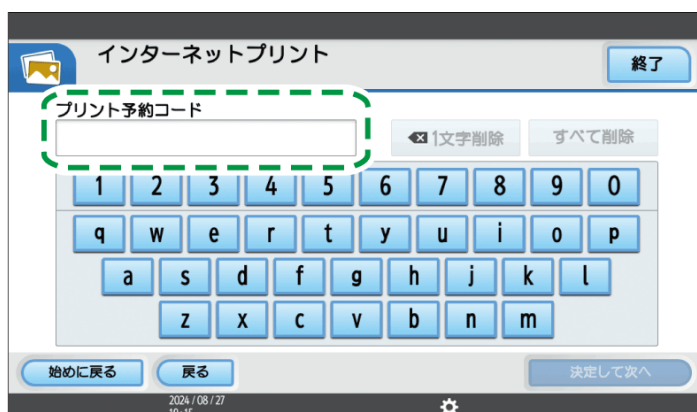 インターネットプリント
終了
プリント予約コード
1文字削除 すべて削除
1 2 3 4 5 6 7 8 9 0
q w e r t y u i o p
a s d f g h j k l
z x c v b n m
始めに戻る 戻る 決定して次へ
2024/08/27